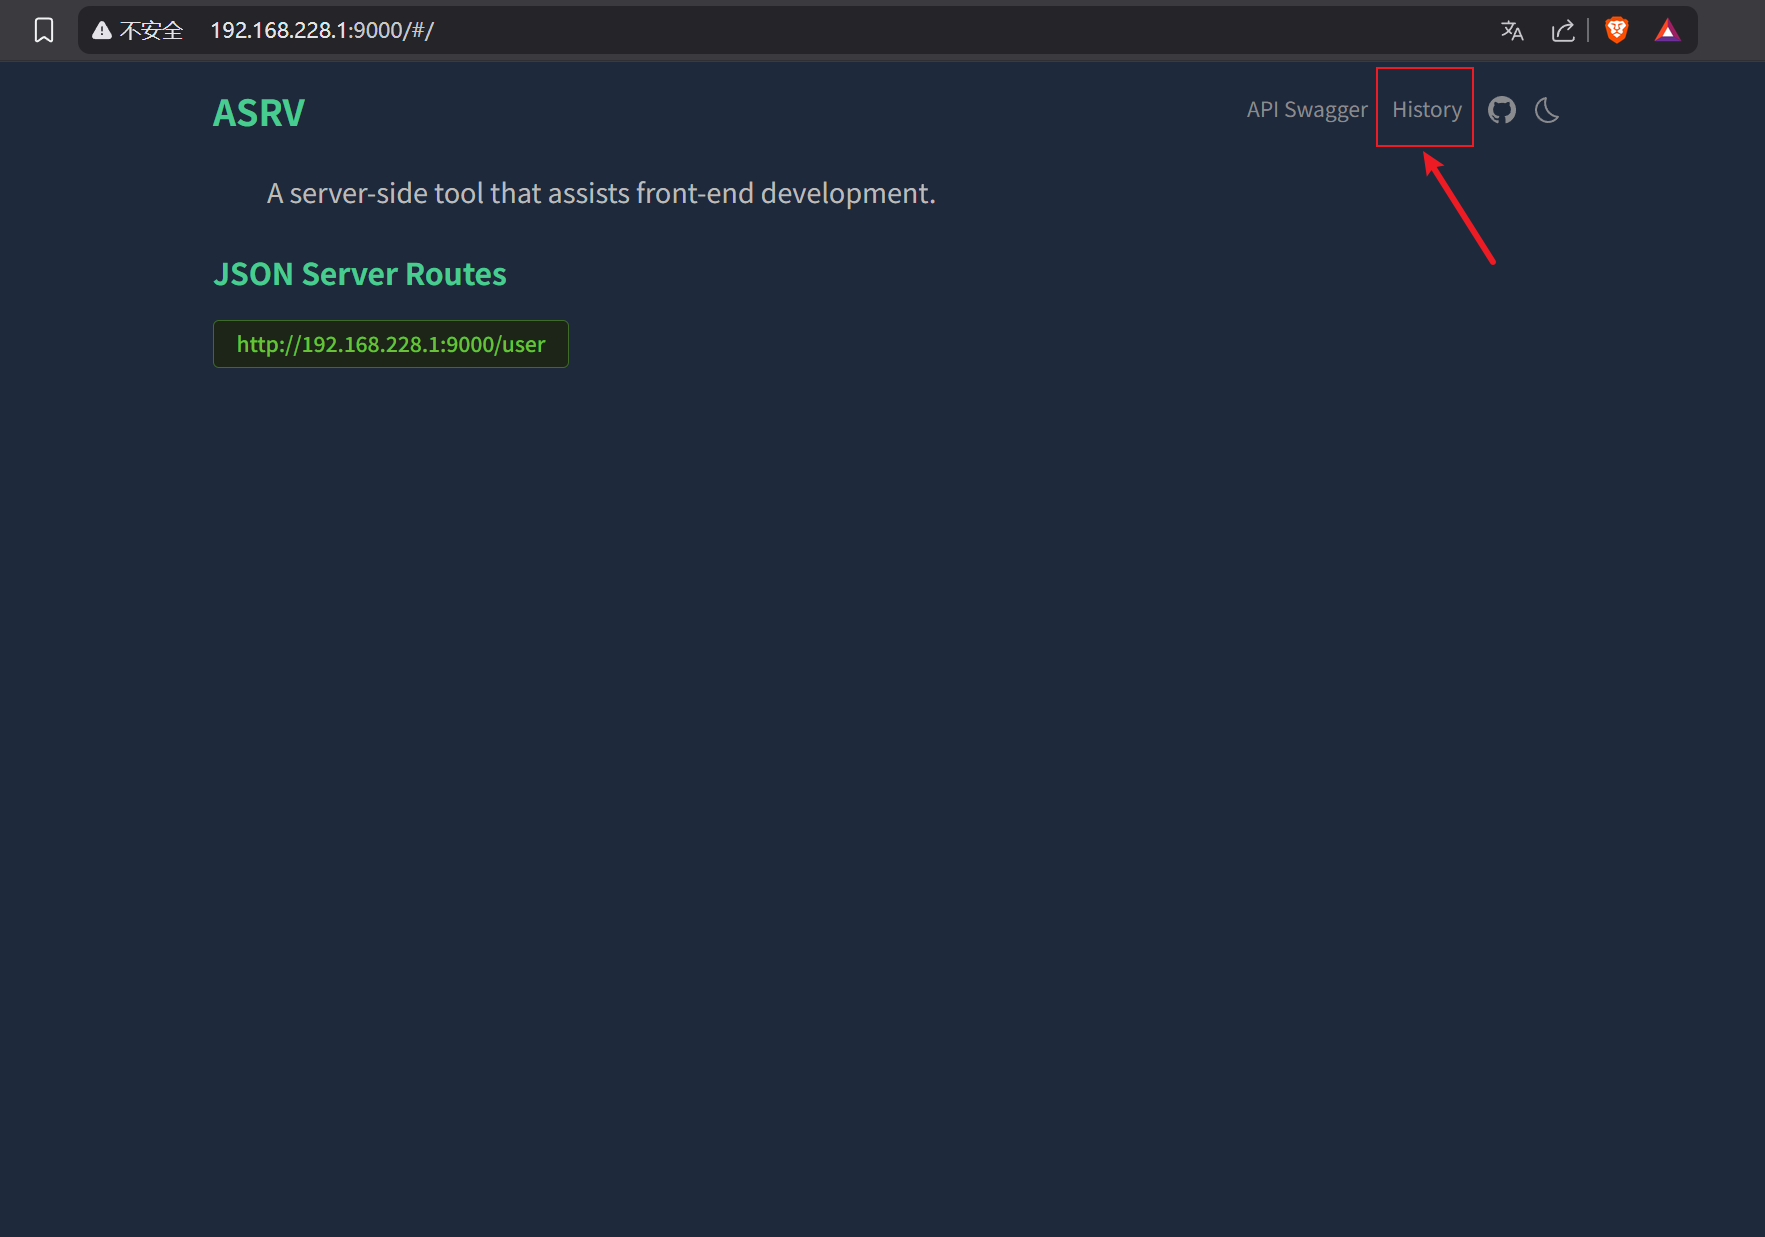 不安全 192.168.228.1:9000/#/
ASRV API Swagger History
A server-side tool that assists front-end development.
JSON Server Routes
http://192.168.228.1:9000/user